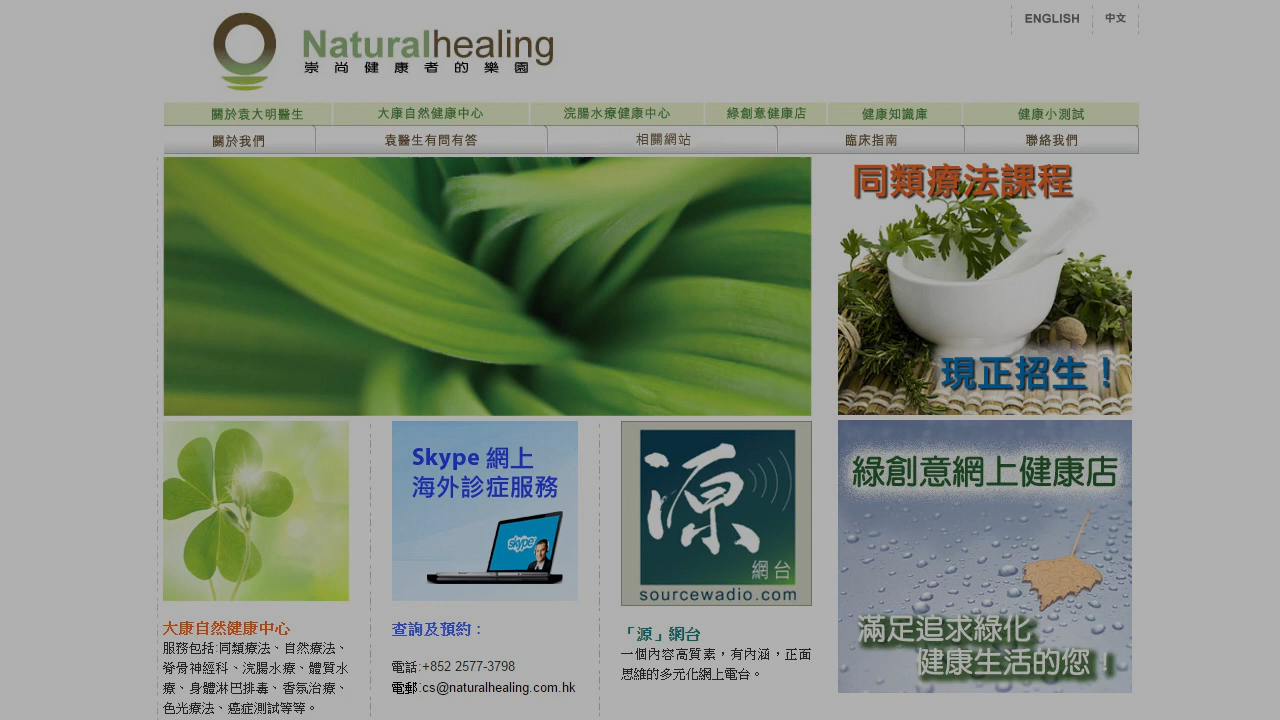 ENGLISH
中文
Naturalhealing
崇尚健康者的樂園
關於袁大明醫生
大康自然健康中心
浣腸水療健康中心
綠創意健康店
健康知識庫
健康小測試
關於我們
袁醫生有問有答
相關網站
臨床指南
聯絡我們
同類療法課程
現正招生！
Skype 網上
海外診症服務
skype
源
網台
sourcewadio.com
綠創意網上健康店
滿足追求綠化
健康生活的您！
大康自然健康中心
服務包括 同類療法、自然療法、
脊骨神經科、浣腸水療、鐳射治
療、身體淋巴排毒、香氛治療、
色光療法、癌症測試等等。
查詢及預約：
電話:+852 2577-3798
電郵:cs@naturalhealing.com.hk
「源」網台
一個內容高質素，有內涵，正面
思維的多元化網上電台。